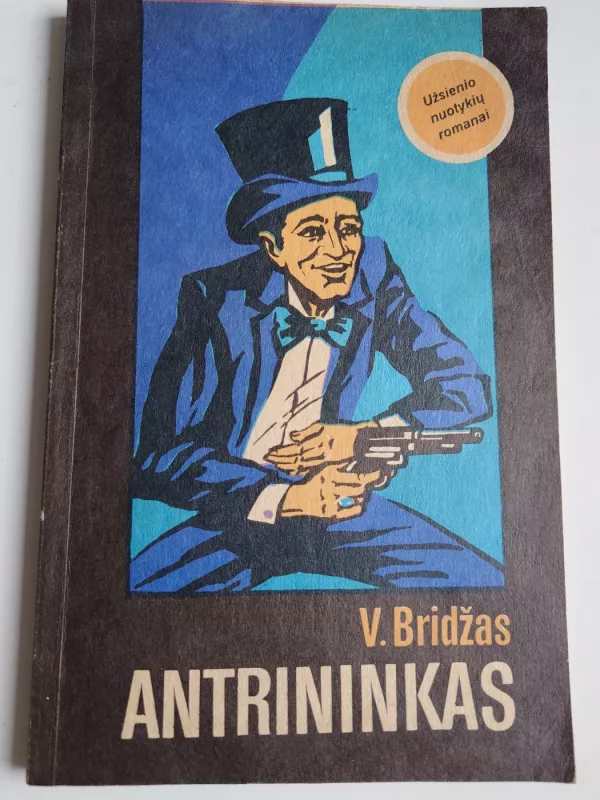 Užsienio
nuotykių
romanai
V. Bridžas
ANTRININKAS